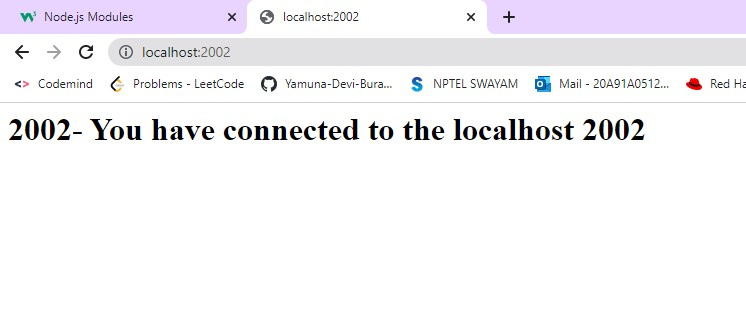 Node.js Modules
localhost:2002
localhost:2002
Codemind
Problems - LeetCode
Yamuna-Devi-Bura...
NPTEL SWAYAM
Mail - 20A91A0512...
Red Ha
2002- You have connected to the localhost 2002